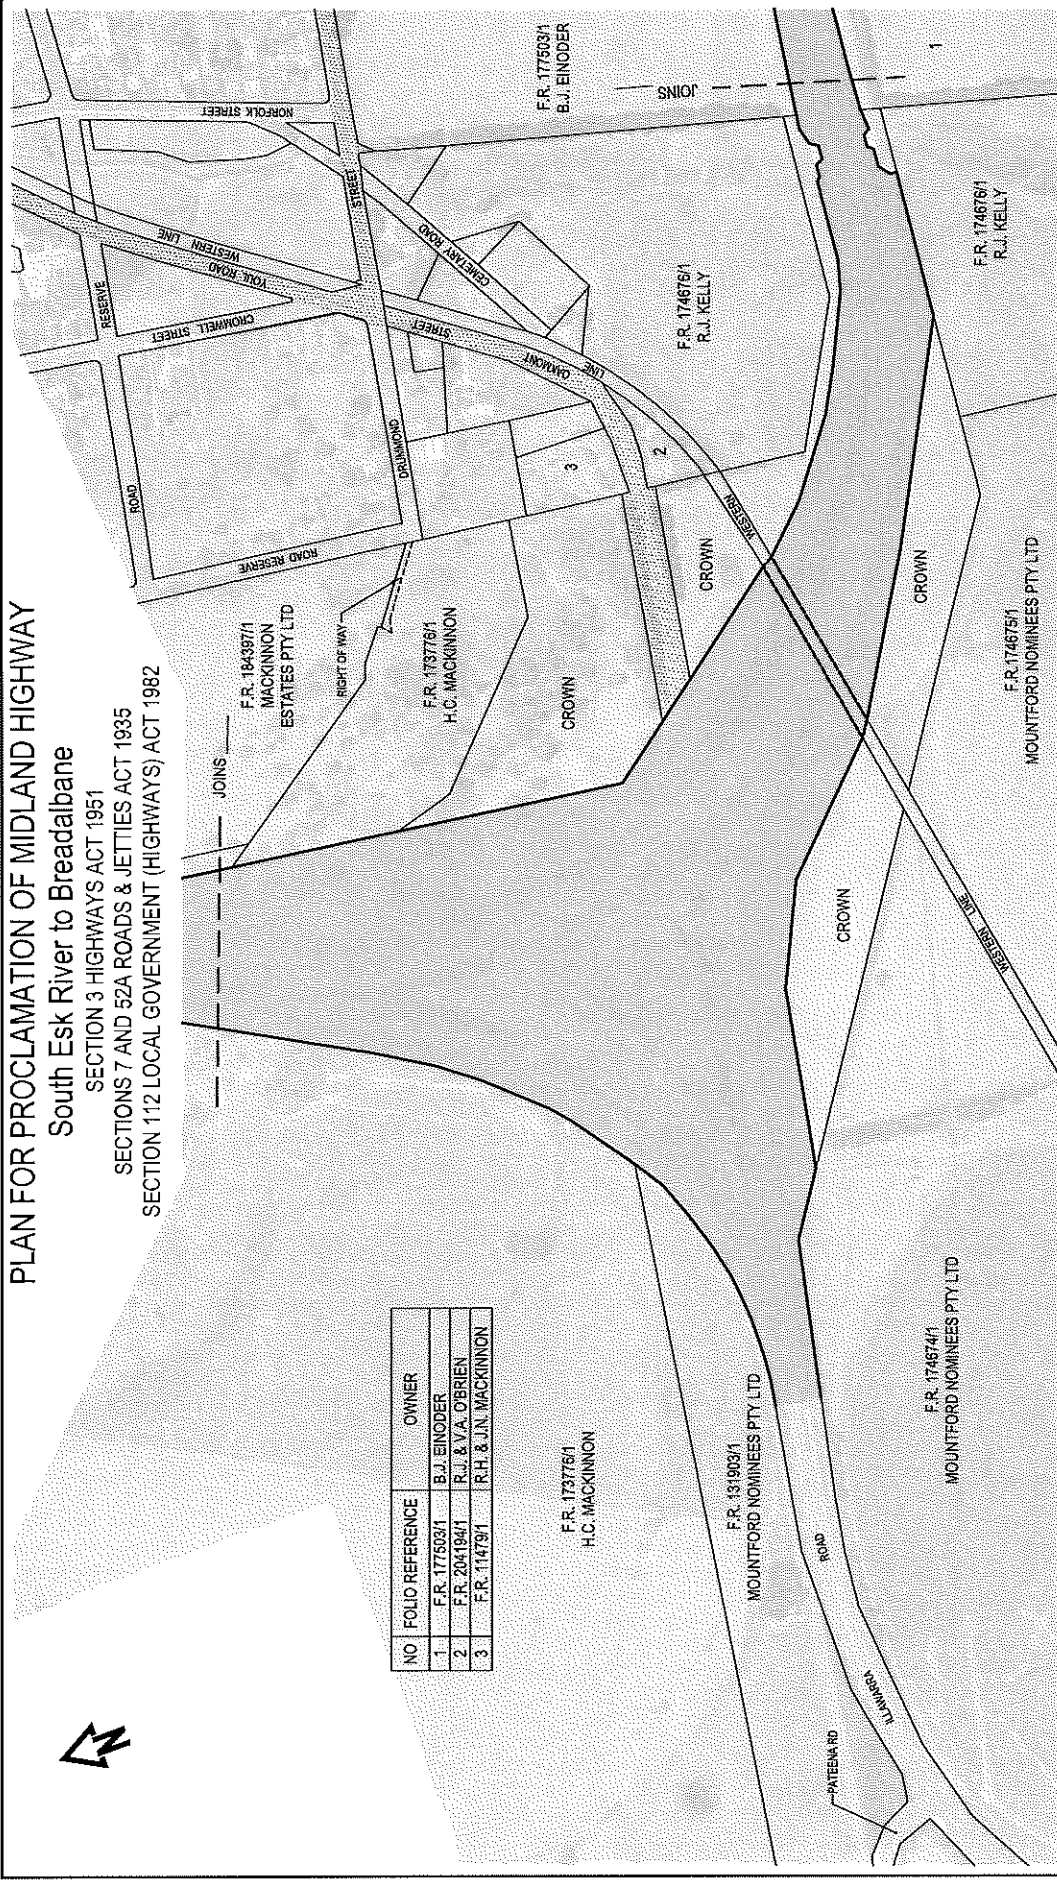 PLAN FOR PROCLAMATION OF MIDLAND HIGHWAY
South Esk River to Breadalbane
SECTION 3 HIGHWAYS ACT 1951
SECTIONS 7 AND 52A ROADS & JETTIES ACT 1935
SECTION 112 LOCAL GOVERNMENT (HIGHWAYS) ACT 1982
N
NO FOLIO REFERENCE OWNER
1 F.R. 177503/1 B.J. EINODER
2 F.R. 204194/1 R.J. & V.A. O'BRIEN
3 F.R. 11479/1 R.H. & J.N. MACKINNON
JOINS
F.R. 184397/1
MACKINNON
ESTATES PTY LTD
RIGHT OF WAY
F.R. 173776/1
H.C. MACKINNON
CROWN
ROAD RESERVE
ROAD
RESERVE
CROMWELL STREET
YOUL ROAD
WESTERN LINE
NORFOLK STREET
DRUMMOND
STREET
OAKMONT
STREET
CEMETARY ROAD
LINE
WESTERN
3
2
CROWN
F.R. 177503/1
B.J. EINODER
JOINS
1
F.R. 174676/1
R.J. KELLY
F.R. 174676/1
R.J. KELLY
CROWN
F.R.174675/1
MOUNTFORD NOMINEES PTY LTD
CROWN
WESTERN LINE
F.R. 173776/1
H.C. MACKINNON
F.R. 131903/1
MOUNTFORD NOMINEES PTY LTD
F.R. 174674/1
MOUNTFORD NOMINEES PTY LTD
ROAD
ILLAWARRA
PATEENA RD